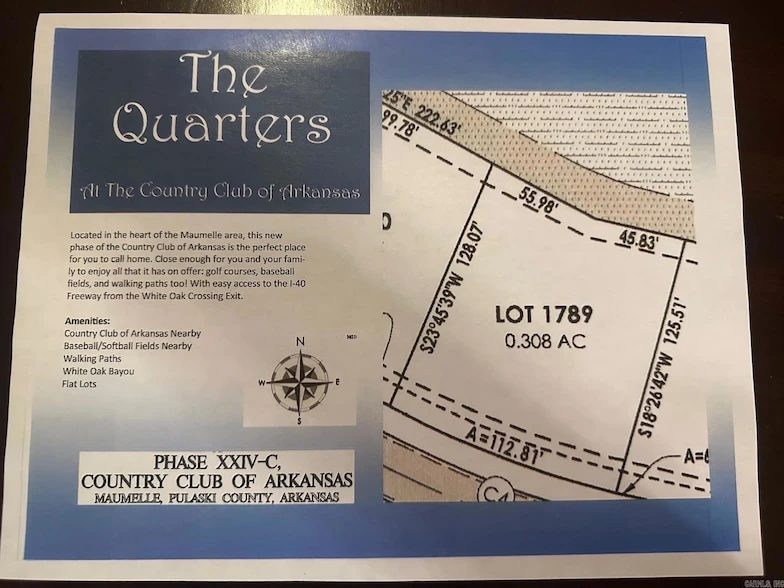 The
Quarters
At The Country Club of Arkansas
Located in the heart of the Maumelle area, this new
phase of the Country Club of Arkansas is the perfect place
for you to call home. Close enough for you and your fami-
ly to enjoy all that it has on offer: golf courses, baseball
fields, and walking paths too! With easy access to the I-40
Freeway from the White Oak Crossing Exit.
Amenities:
Country Club of Arkansas Nearby
Baseball/Softball Fields Nearby
Walking Paths
White Oak Bayou
Flat Lots
N
W
E
S
PHASE XXIV-C,
COUNTRY CLUB OF ARKANSAS
MAUMELLE, PULASKI COUNTY, ARKANSAS
25"E 222.63'
99.78'
55.98'
45.83'
S23°45'39"W 128.07'
LOT 1789
0.308 AC
S18°26'42"W 125.51'
A=112.81'
A=6
C4